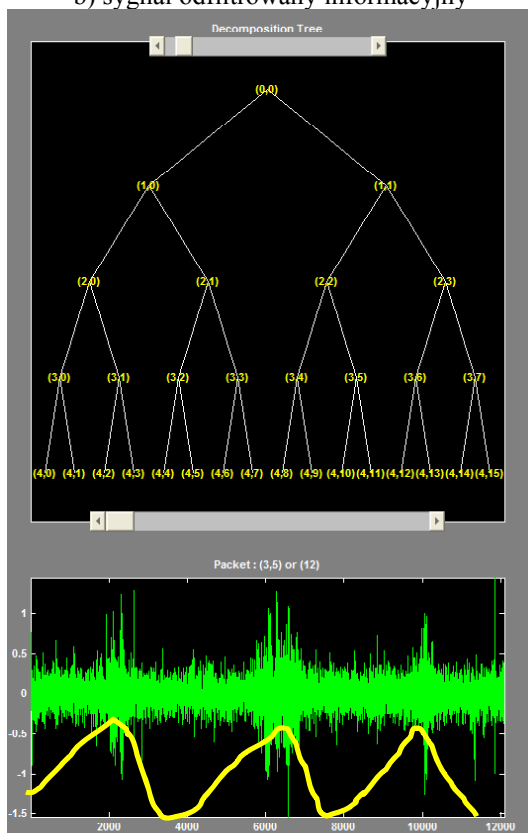 b) sygnał odfiltrowany informacyjny
Decomposition Tree
(0,0)
(1,0) (1,1)
(2,0) (2,1) (2,2) (2,3)
(3,0) (3,1) (3,2) (3,3) (3,4) (3,5) (3,6) (3,7)
(4,0) (4,1) (4,2) (4,3) (4,4) (4,5) (4,6) (4,7) (4,8) (4,9) (4,10) (4,11) (4,12) (4,13) (4,14) (4,15)
Packet : (3,5) or (12)
1
0.5
0
-0.5
-1
-1.5
2000 4000 6000 8000 10000 12000